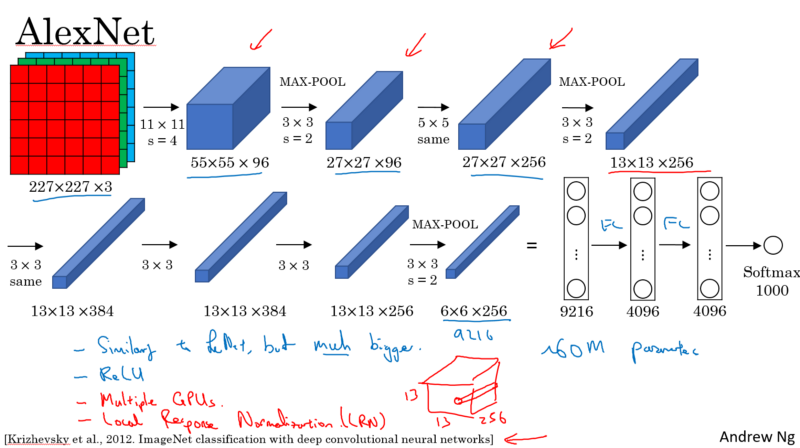 AlexNet
MAX-POOL
MAX-POOL
11 × 11
s = 4
3 × 3
s = 2
5 × 5
same
3 × 3
s = 2
227×227 ×3
55×55 × 96
27×27 ×96
27×27 ×256
13×13 ×256
MAX-POOL
FC
FC
=
3 × 3
same
3 × 3
3 × 3
3 × 3
s = 2
Softmax
1000
13×13 ×384
13×13 ×384
13×13 ×256
6×6 ×256
9216
4096
4096
9216
- Similar to LeNet, but much bigger.
~60M parameters
- ReLU
- Multiple GPUs.
- Local Response Normalization (LRN)
13
13
256
[Krizhevsky et al., 2012. ImageNet classification with deep convolutional neural networks]
Andrew Ng